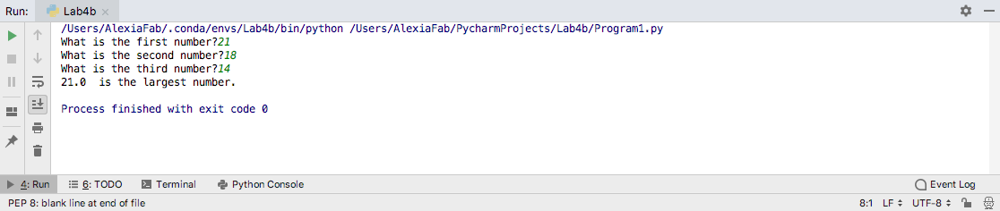 Run: Lab4b
/Users/AlexiaFab/.conda/envs/Lab4b/bin/python /Users/AlexiaFab/PycharmProjects/Lab4b/Program1.py
What is the first number?21
What is the second number?18
What is the third number?14
21.0  is the largest number.
Process finished with exit code 0
4: Run 6: TODO Terminal Python Console Event Log
PEP 8: blank line at end of file 8:1 LF UTF-8